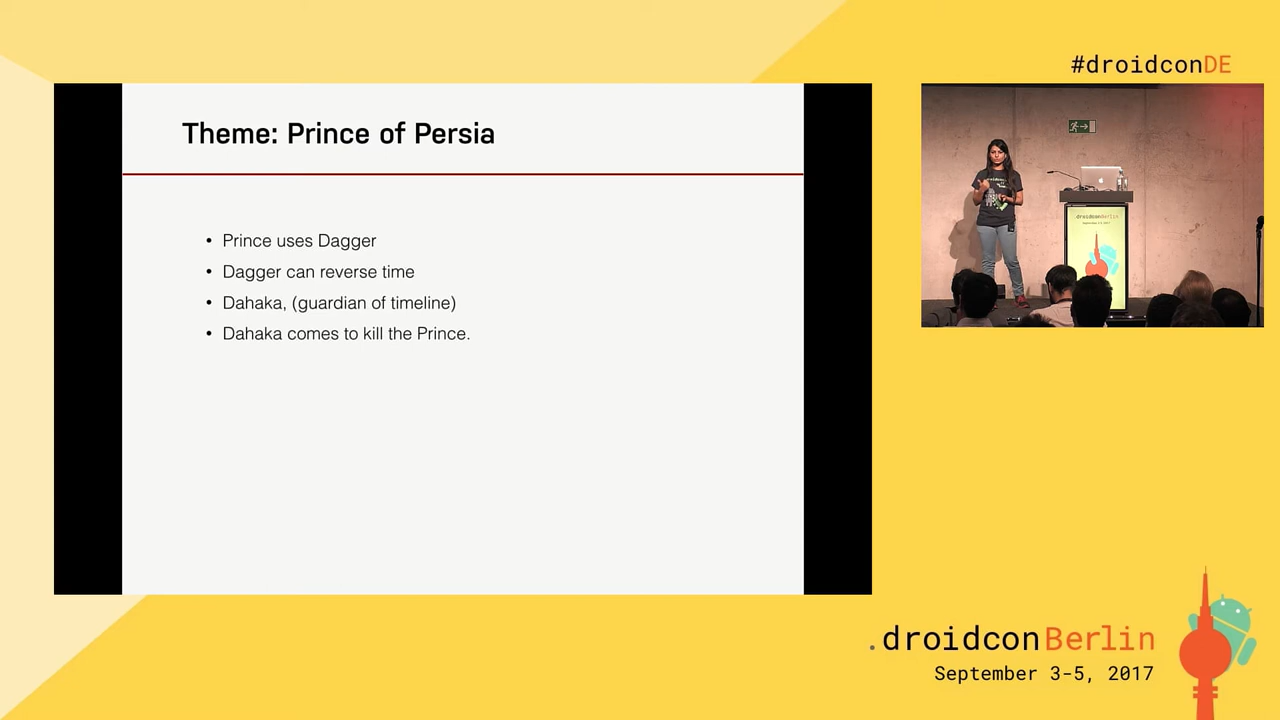 #droidconDE
Theme: Prince of Persia
• Prince uses Dagger
• Dagger can reverse time
• Dahaka, (guardian of timeline)
• Dahaka comes to kill the Prince.
.droidconBerlin
.droidconBerlin
September 3-5, 2017